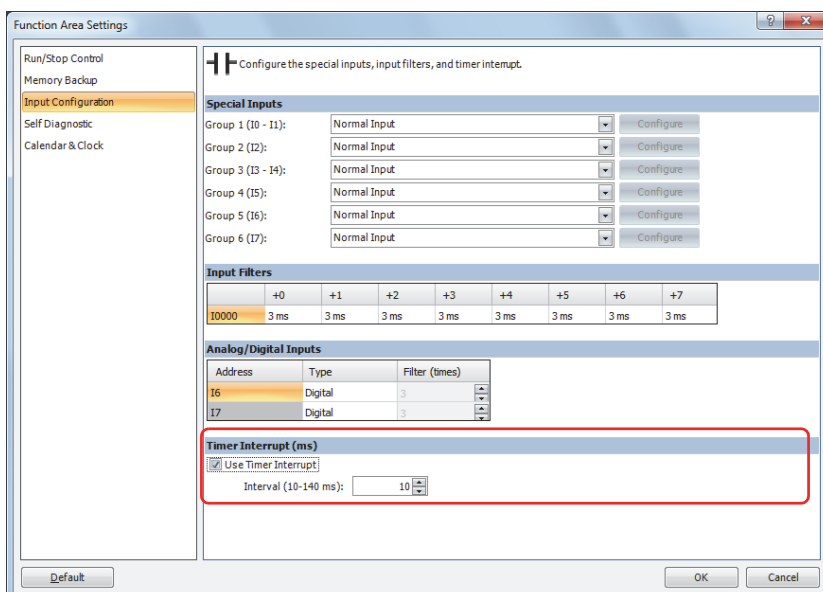 Function Area Settings
?
x
Run/Stop Control
Memory Backup
Input Configuration
Self Diagnostic
Calendar & Clock
Configure the special inputs, input filters, and timer interrupt.
Special Inputs
Group 1 (I0 - I1): Normal Input Configure
Group 2 (I2): Normal Input Configure
Group 3 (I3 - I4): Normal Input Configure
Group 4 (I5): Normal Input Configure
Group 5 (I6): Normal Input Configure
Group 6 (I7): Normal Input Configure
Input Filters
+0 +1 +2 +3 +4 +5 +6 +7
I0000 3 ms 3 ms 3 ms 3 ms 3 ms 3 ms 3 ms 3 ms
Analog/Digital Inputs
Address Type Filter (times)
I6 Digital 3
I7 Digital 3
Timer Interrupt (ms)
Use Timer Interrupt
Interval (10-140 ms): 10
Default OK Cancel